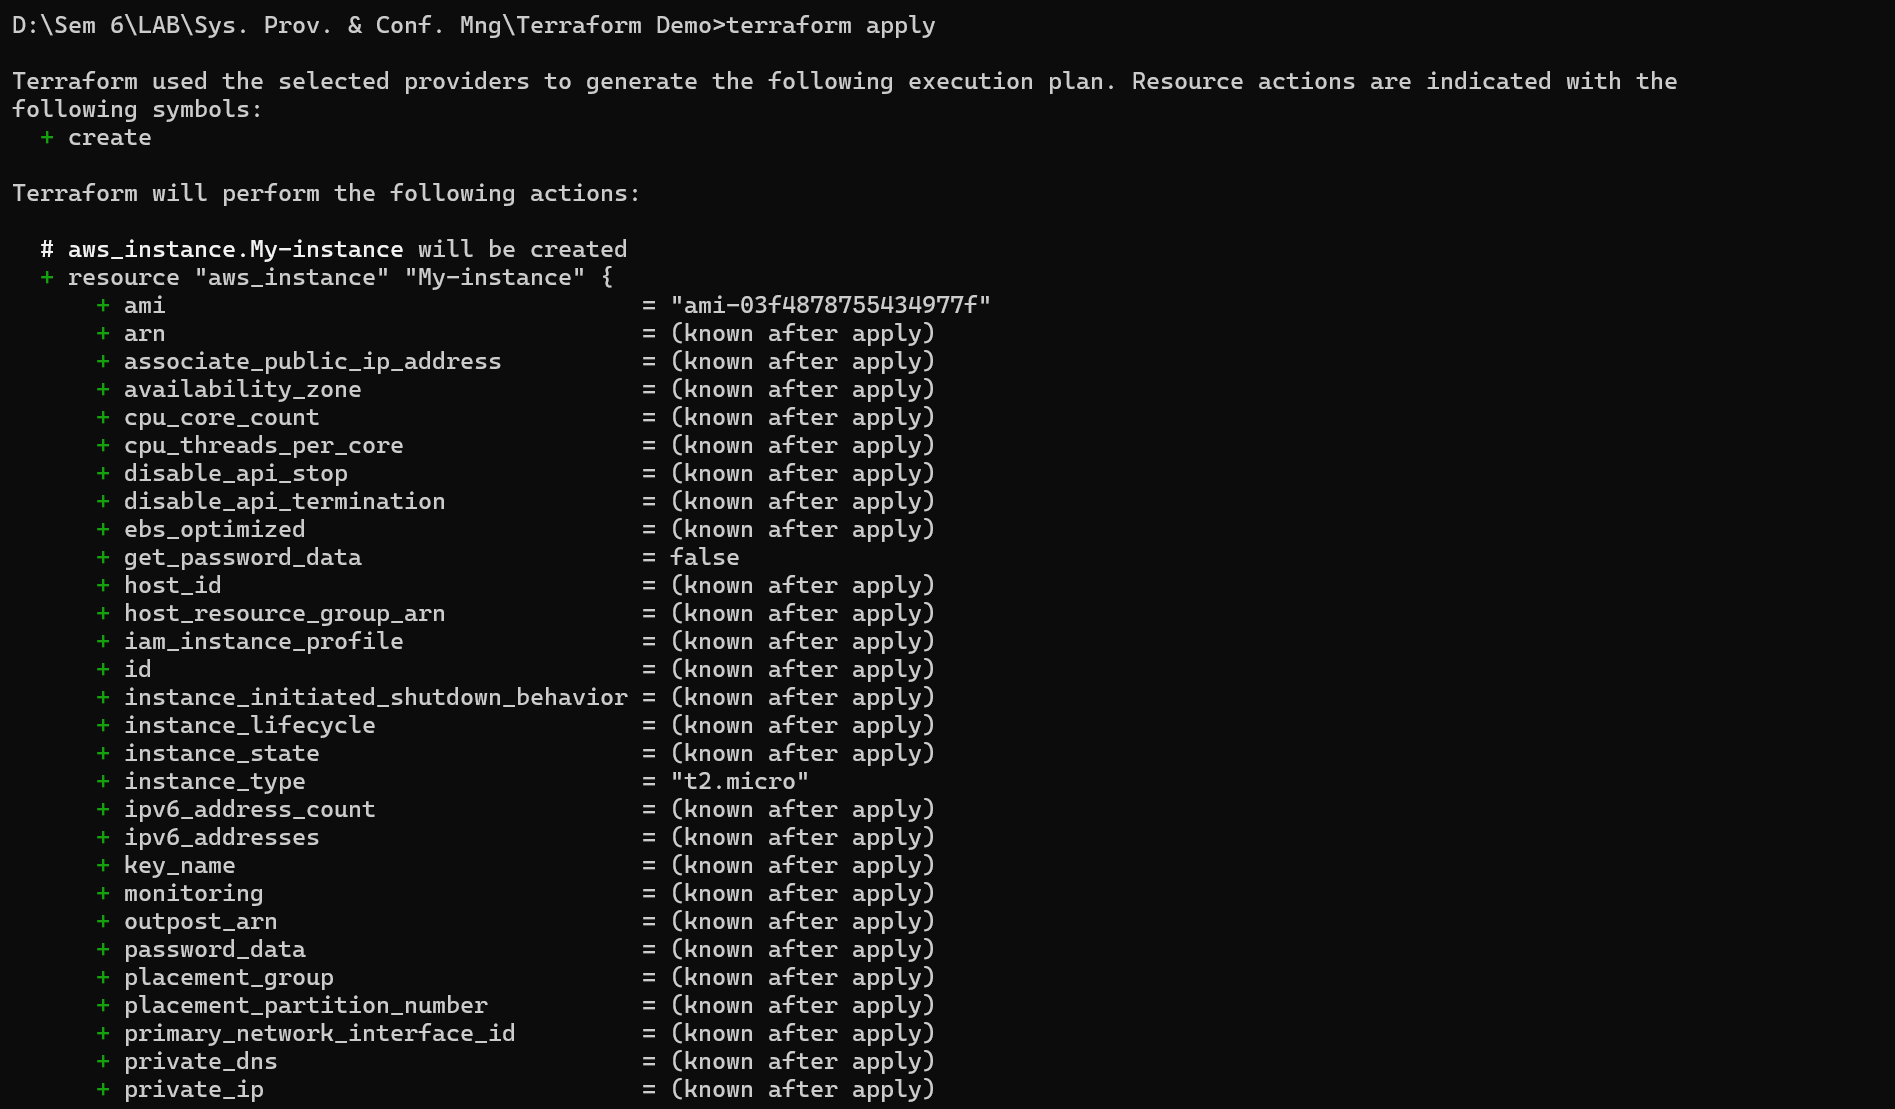 D:\Sem 6\LAB\Sys. Prov. & Conf. Mng\Terraform Demo>terraform apply
Terraform used the selected providers to generate the following execution plan. Resource actions are indicated with the
following symbols:
  + create
Terraform will perform the following actions:
  # aws_instance.My-instance will be created
  + resource "aws_instance" "My-instance" {
      + ami                                  = "ami-03f4878755434977f"
      + arn                                  = (known after apply)
      + associate_public_ip_address          = (known after apply)
      + availability_zone                    = (known after apply)
      + cpu_core_count                       = (known after apply)
      + cpu_threads_per_core                 = (known after apply)
      + disable_api_stop                     = (known after apply)
      + disable_api_termination              = (known after apply)
      + ebs_optimized                        = (known after apply)
      + get_password_data                    = false
      + host_id                              = (known after apply)
      + host_resource_group_arn              = (known after apply)
      + iam_instance_profile                 = (known after apply)
      + id                                   = (known after apply)
      + instance_initiated_shutdown_behavior = (known after apply)
      + instance_lifecycle                   = (known after apply)
      + instance_state                       = (known after apply)
      + instance_type                        = "t2.micro"
      + ipv6_address_count                   = (known after apply)
      + ipv6_addresses                       = (known after apply)
      + key_name                             = (known after apply)
      + monitoring                           = (known after apply)
      + outpost_arn                          = (known after apply)
      + password_data                        = (known after apply)
      + placement_group                      = (known after apply)
      + placement_partition_number           = (known after apply)
      + primary_network_interface_id         = (known after apply)
      + private_dns                          = (known after apply)
      + private_ip                           = (known after apply)